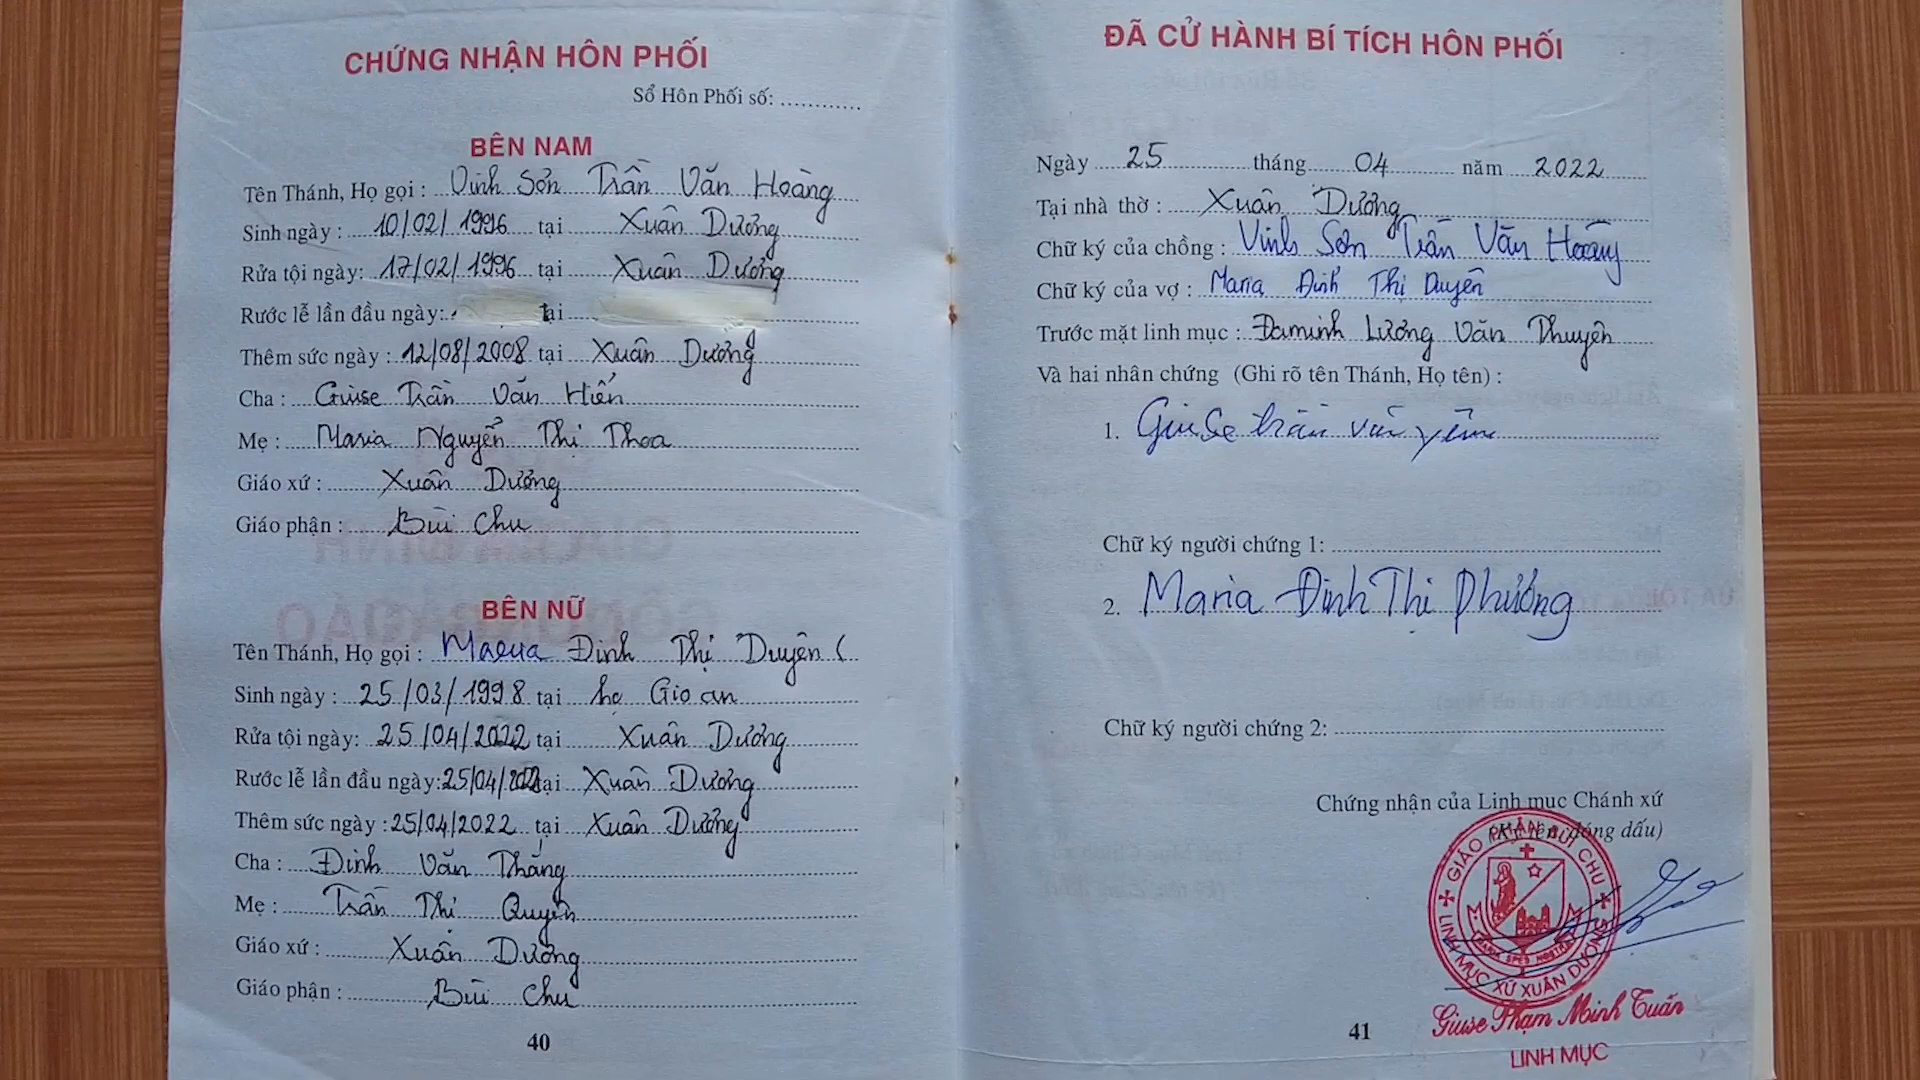 CHỨNG NHẬN HÔN PHỐI
Sổ Hôn Phối số: ............
BÊN NAM
Tên Thánh, Họ gọi : Vinh Sơn Trần Văn Hoàng
Sinh ngày : 10/02/1996 tại Xuân Dương
Rửa tội ngày: 17/02/1996 tại Xuân Dương
Rước lễ lần đầu ngày: tại
Thêm sức ngày : 12/08/2008 tại Xuân Dương
Cha : Giuse Trần Văn Hiển
Mẹ : Maria Nguyễn Thị Thoa
Giáo xứ : Xuân Dương
Giáo phận : Bùi Chu
BÊN NỮ
Tên Thánh, Họ gọi : Maria Đinh Thị Duyên (
Sinh ngày : 25/03/1998 tại họ Gio an
Rửa tội ngày: 25/04/2022 tại Xuân Dương
Rước lễ lần đầu ngày: 25/04/2022 tại Xuân Dương
Thêm sức ngày : 25/04/2022 tại Xuân Dương
Cha : Đinh Văn Thắng
Mẹ : Trần Thị Quyên
Giáo xứ : Xuân Dương
Giáo phận : Bùi Chu
40
ĐÃ CỬ HÀNH BÍ TÍCH HÔN PHỐI
Ngày 25 tháng 04 năm 2022
Tại nhà thờ : Xuân Dương
Chữ ký của chồng : Vinh Sơn Trần Văn Hoàng
Chữ ký của vợ : Maria Đinh Thị Duyên
Trước mặt linh mục : Đaminh Lương Văn Thuyên
Và hai nhân chứng (Ghi rõ tên Thánh, Họ tên) :
1. Giuse trần văn
Chữ ký người chứng 1:
2. Maria Đinh Thị Phương
Chữ ký người chứng 2:
Chứng nhận của Linh mục Chánh xứ
(Ký tên, đóng dấu)
GIÁO PHẬN BÙI CHU
LINH MỤC XỨ XUÂN DƯƠNG
Giuse Phạm Minh Tuấn
LINH MỤC